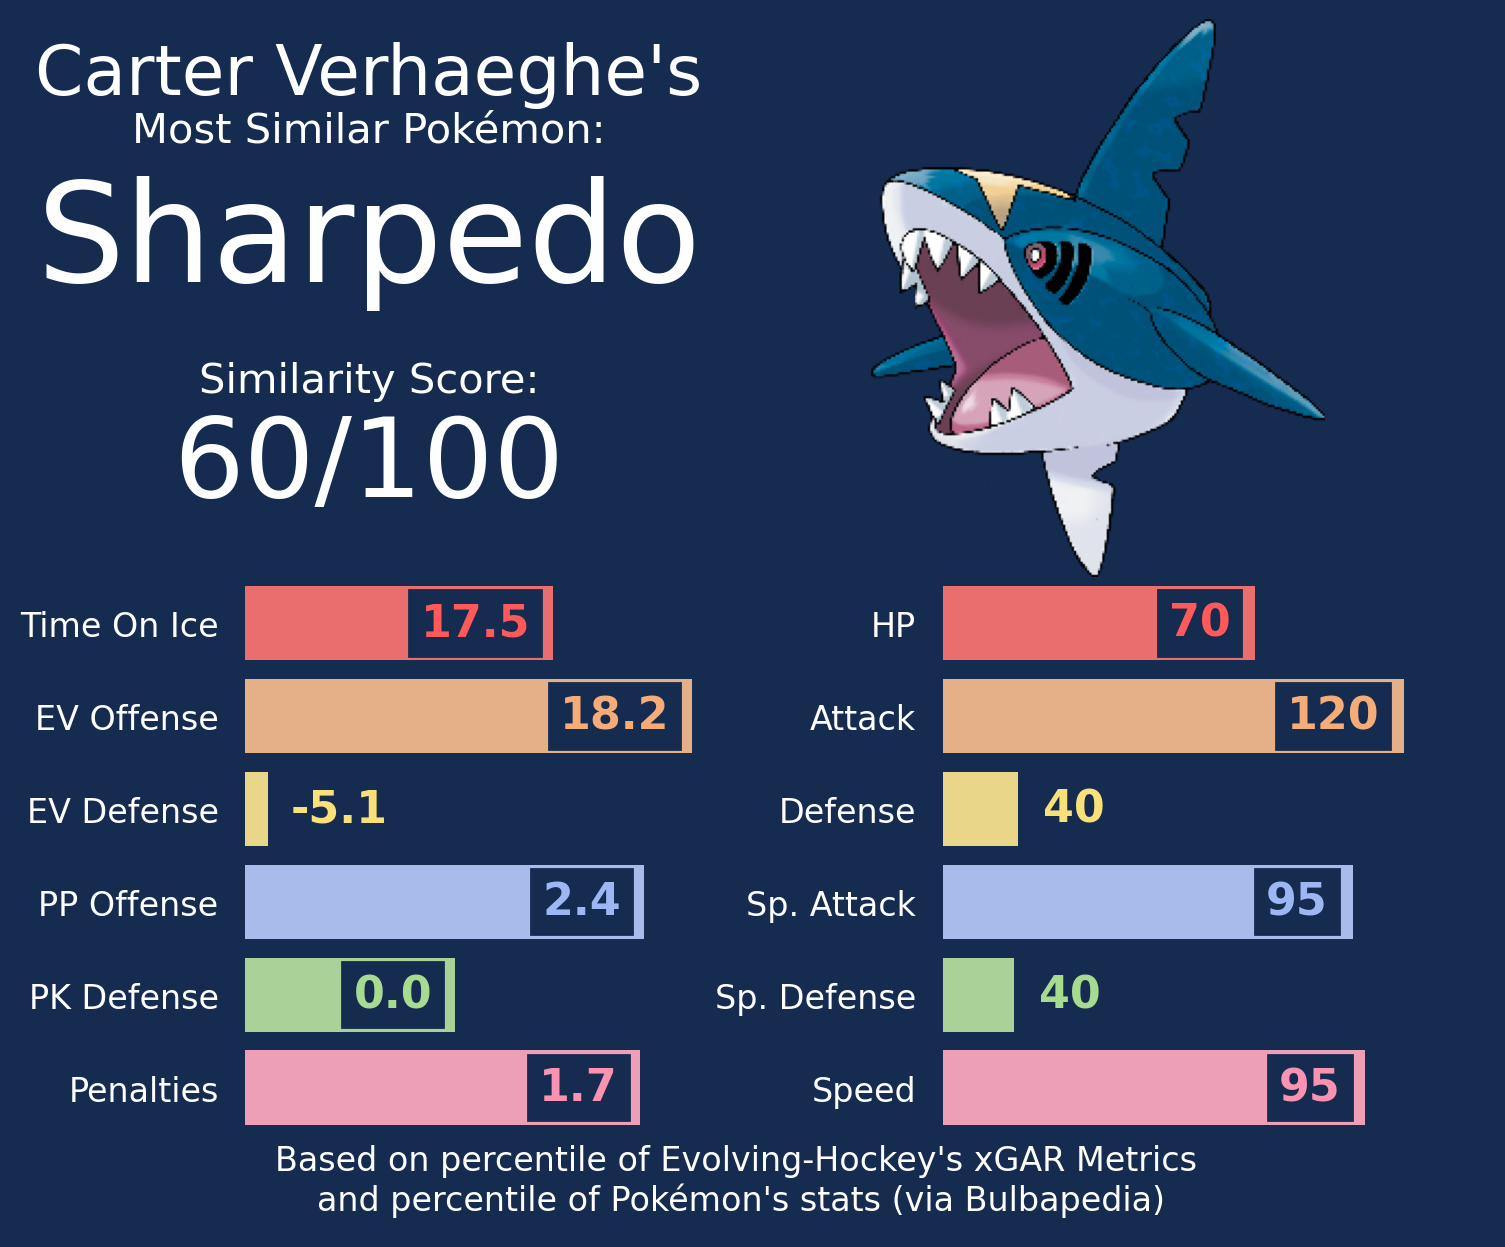 Carter Verhaeghe's
Most Similar Pokémon:
Sharpedo
Similarity Score:
60/100
Time On Ice 17.5
EV Offense 18.2
EV Defense -5.1
PP Offense 2.4
PK Defense 0.0
Penalties 1.7
HP 70
Attack 120
Defense 40
Sp. Attack 95
Sp. Defense 40
Speed 95
Based on percentile of Evolving-Hockey's xGAR Metrics
and percentile of Pokémon's stats (via Bulbapedia)